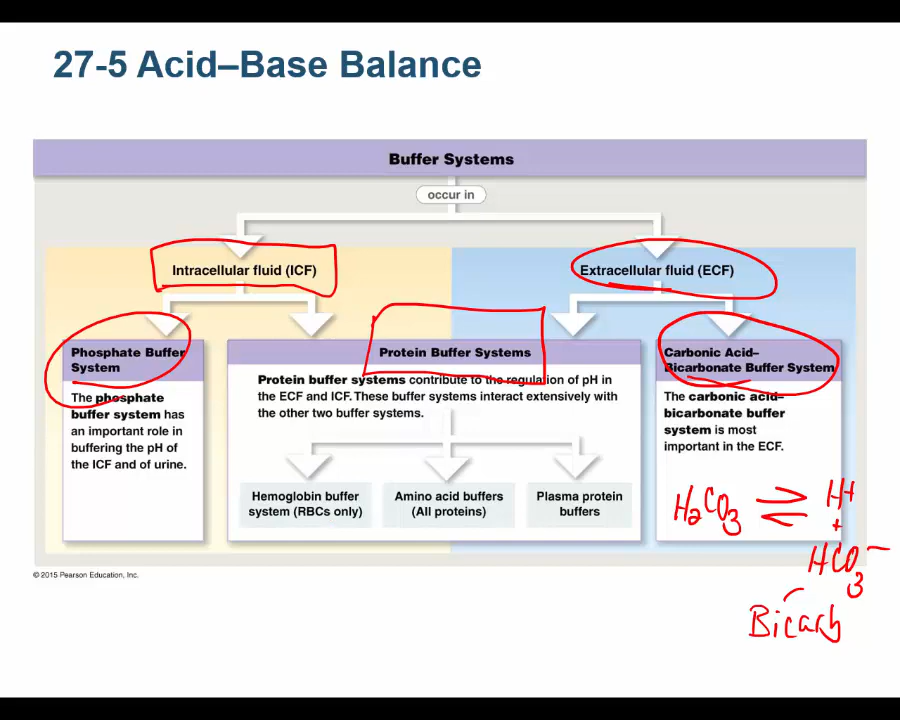 27-5 Acid–Base Balance
Buffer Systems
occur in
Intracellular fluid (ICF)
Extracellular fluid (ECF)
Phosphate Buffer
System
The phosphate
buffer system has
an important role in
buffering the pH of
the ICF and of urine.
Protein Buffer Systems
Protein buffer systems contribute to the regulation of pH in
the ECF and ICF. These buffer systems interact extensively with
the other two buffer systems.
Hemoglobin buffer
system (RBCs only)
Amino acid buffers
(All proteins)
Plasma protein
buffers
Carbonic Acid–
Bicarbonate Buffer System
The carbonic acid–
bicarbonate buffer
system is most
important in the ECF.
H2CO3 ⇌ H+
+
HCO3−
Bicarb
© 2015 Pearson Education, Inc.